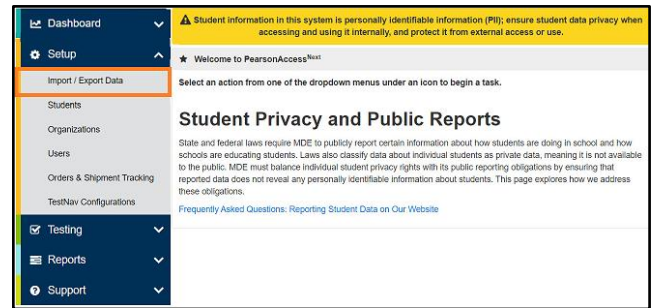 Dashboard
Setup
Import / Export Data
Students
Organizations
Users
Orders & Shipment Tracking
TestNav Configurations
Testing
Reports
Support
Student information in this system is personally identifiable information (PII); ensure student data privacy when
accessing and using it internally, and protect it from external access or use.
Welcome to PearsonAccessNext
Select an action from one of the dropdown menus under an icon to begin a task.
Student Privacy and Public Reports
State and federal laws require MDE to publicly report certain information about how students are doing in school and how
schools are educating students. Laws also classify data about individual students as private data, meaning it is not available
to the public. MDE must balance individual student privacy rights with its public reporting obligations by ensuring that
reported data does not reveal any personally identifiable information about students. This page explores how we address
these obligations.
Frequently Asked Questions: Reporting Student Data on Our Website